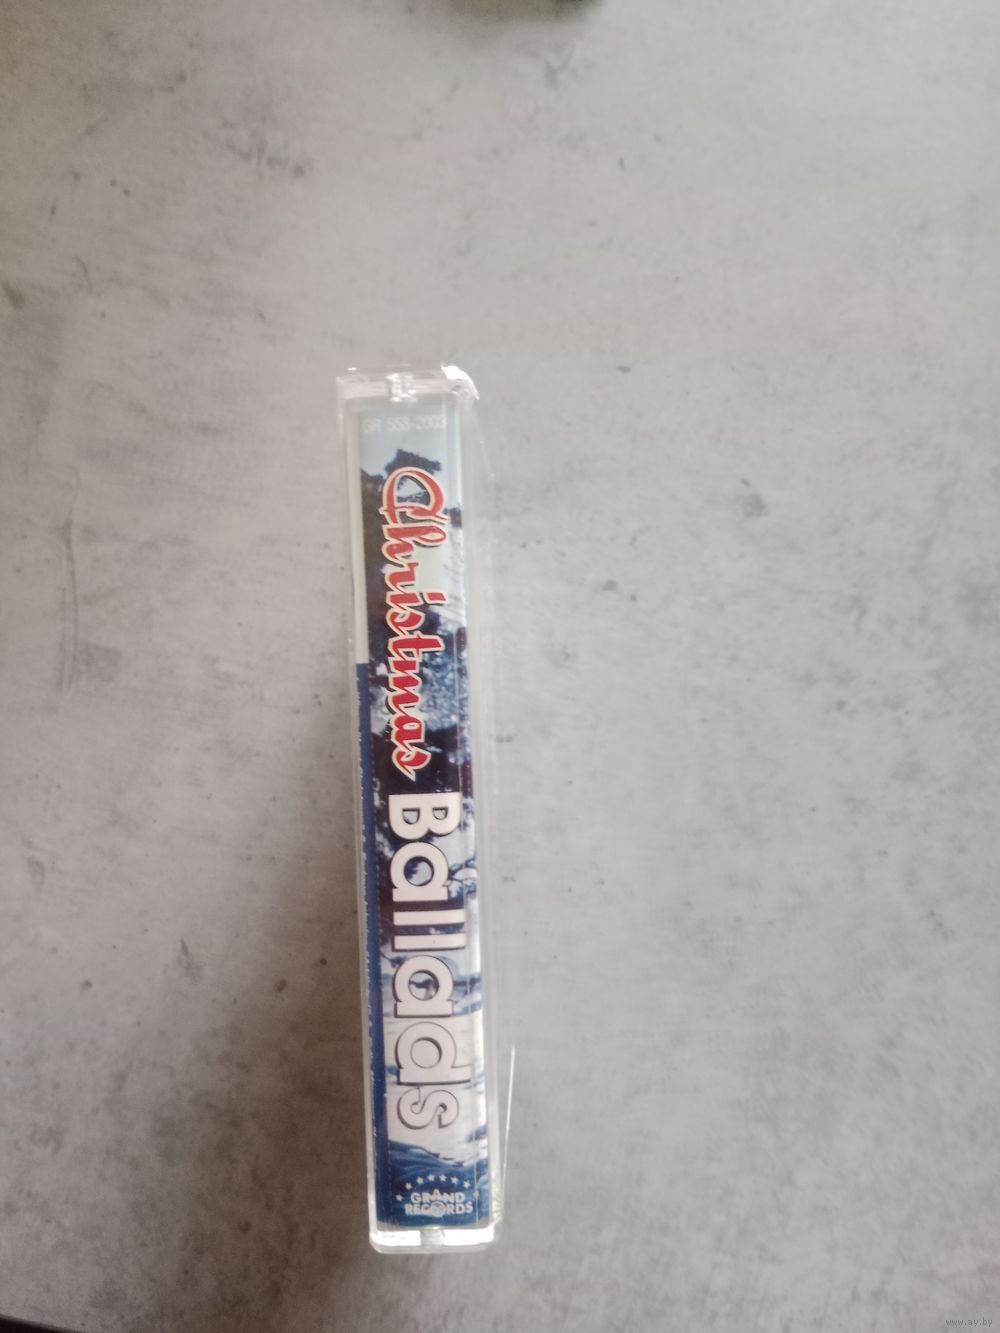 GR 558-2003
Christmas
Ballads
GRAND
RECORDS
www.ay.by